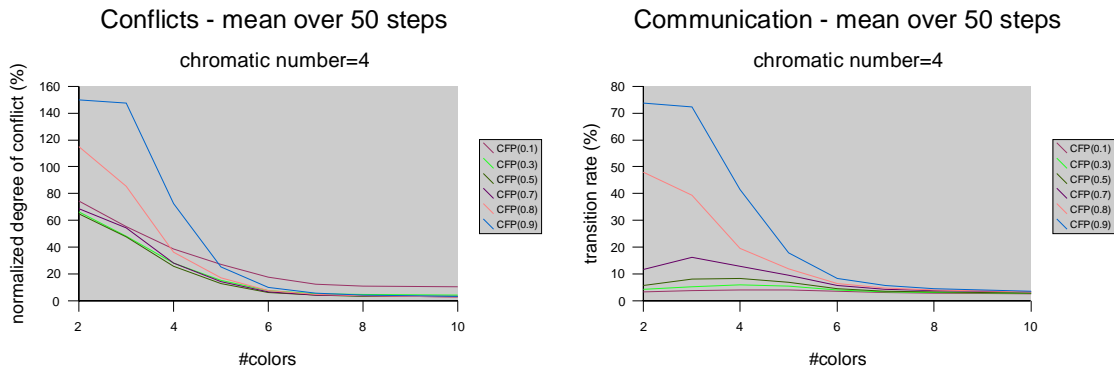 Conflicts - mean over 50 steps
chromatic number=4
normalized degree of conflict (%)
160
140
120
100
80
60
40
20
0
2
4
6
8
10
#colors
CFP(0.1)
CFP(0.3)
CFP(0.5)
CFP(0.7)
CFP(0.8)
CFP(0.9)
Communication - mean over 50 steps
chromatic number=4
transition rate (%)
80
70
60
50
40
30
20
10
0
2
4
6
8
10
#colors
CFP(0.1)
CFP(0.3)
CFP(0.5)
CFP(0.7)
CFP(0.8)
CFP(0.9)